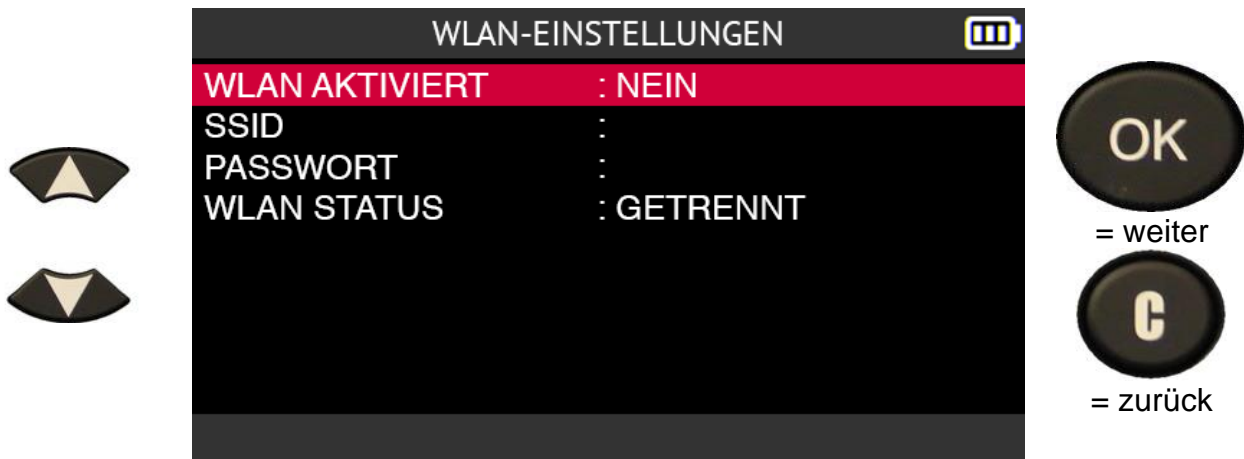 WLAN-EINSTELLUNGEN
WLAN AKTIVIERT : NEIN
SSID :
PASSWORT :
WLAN STATUS : GETRENNT
OK
= weiter
C
= zurück